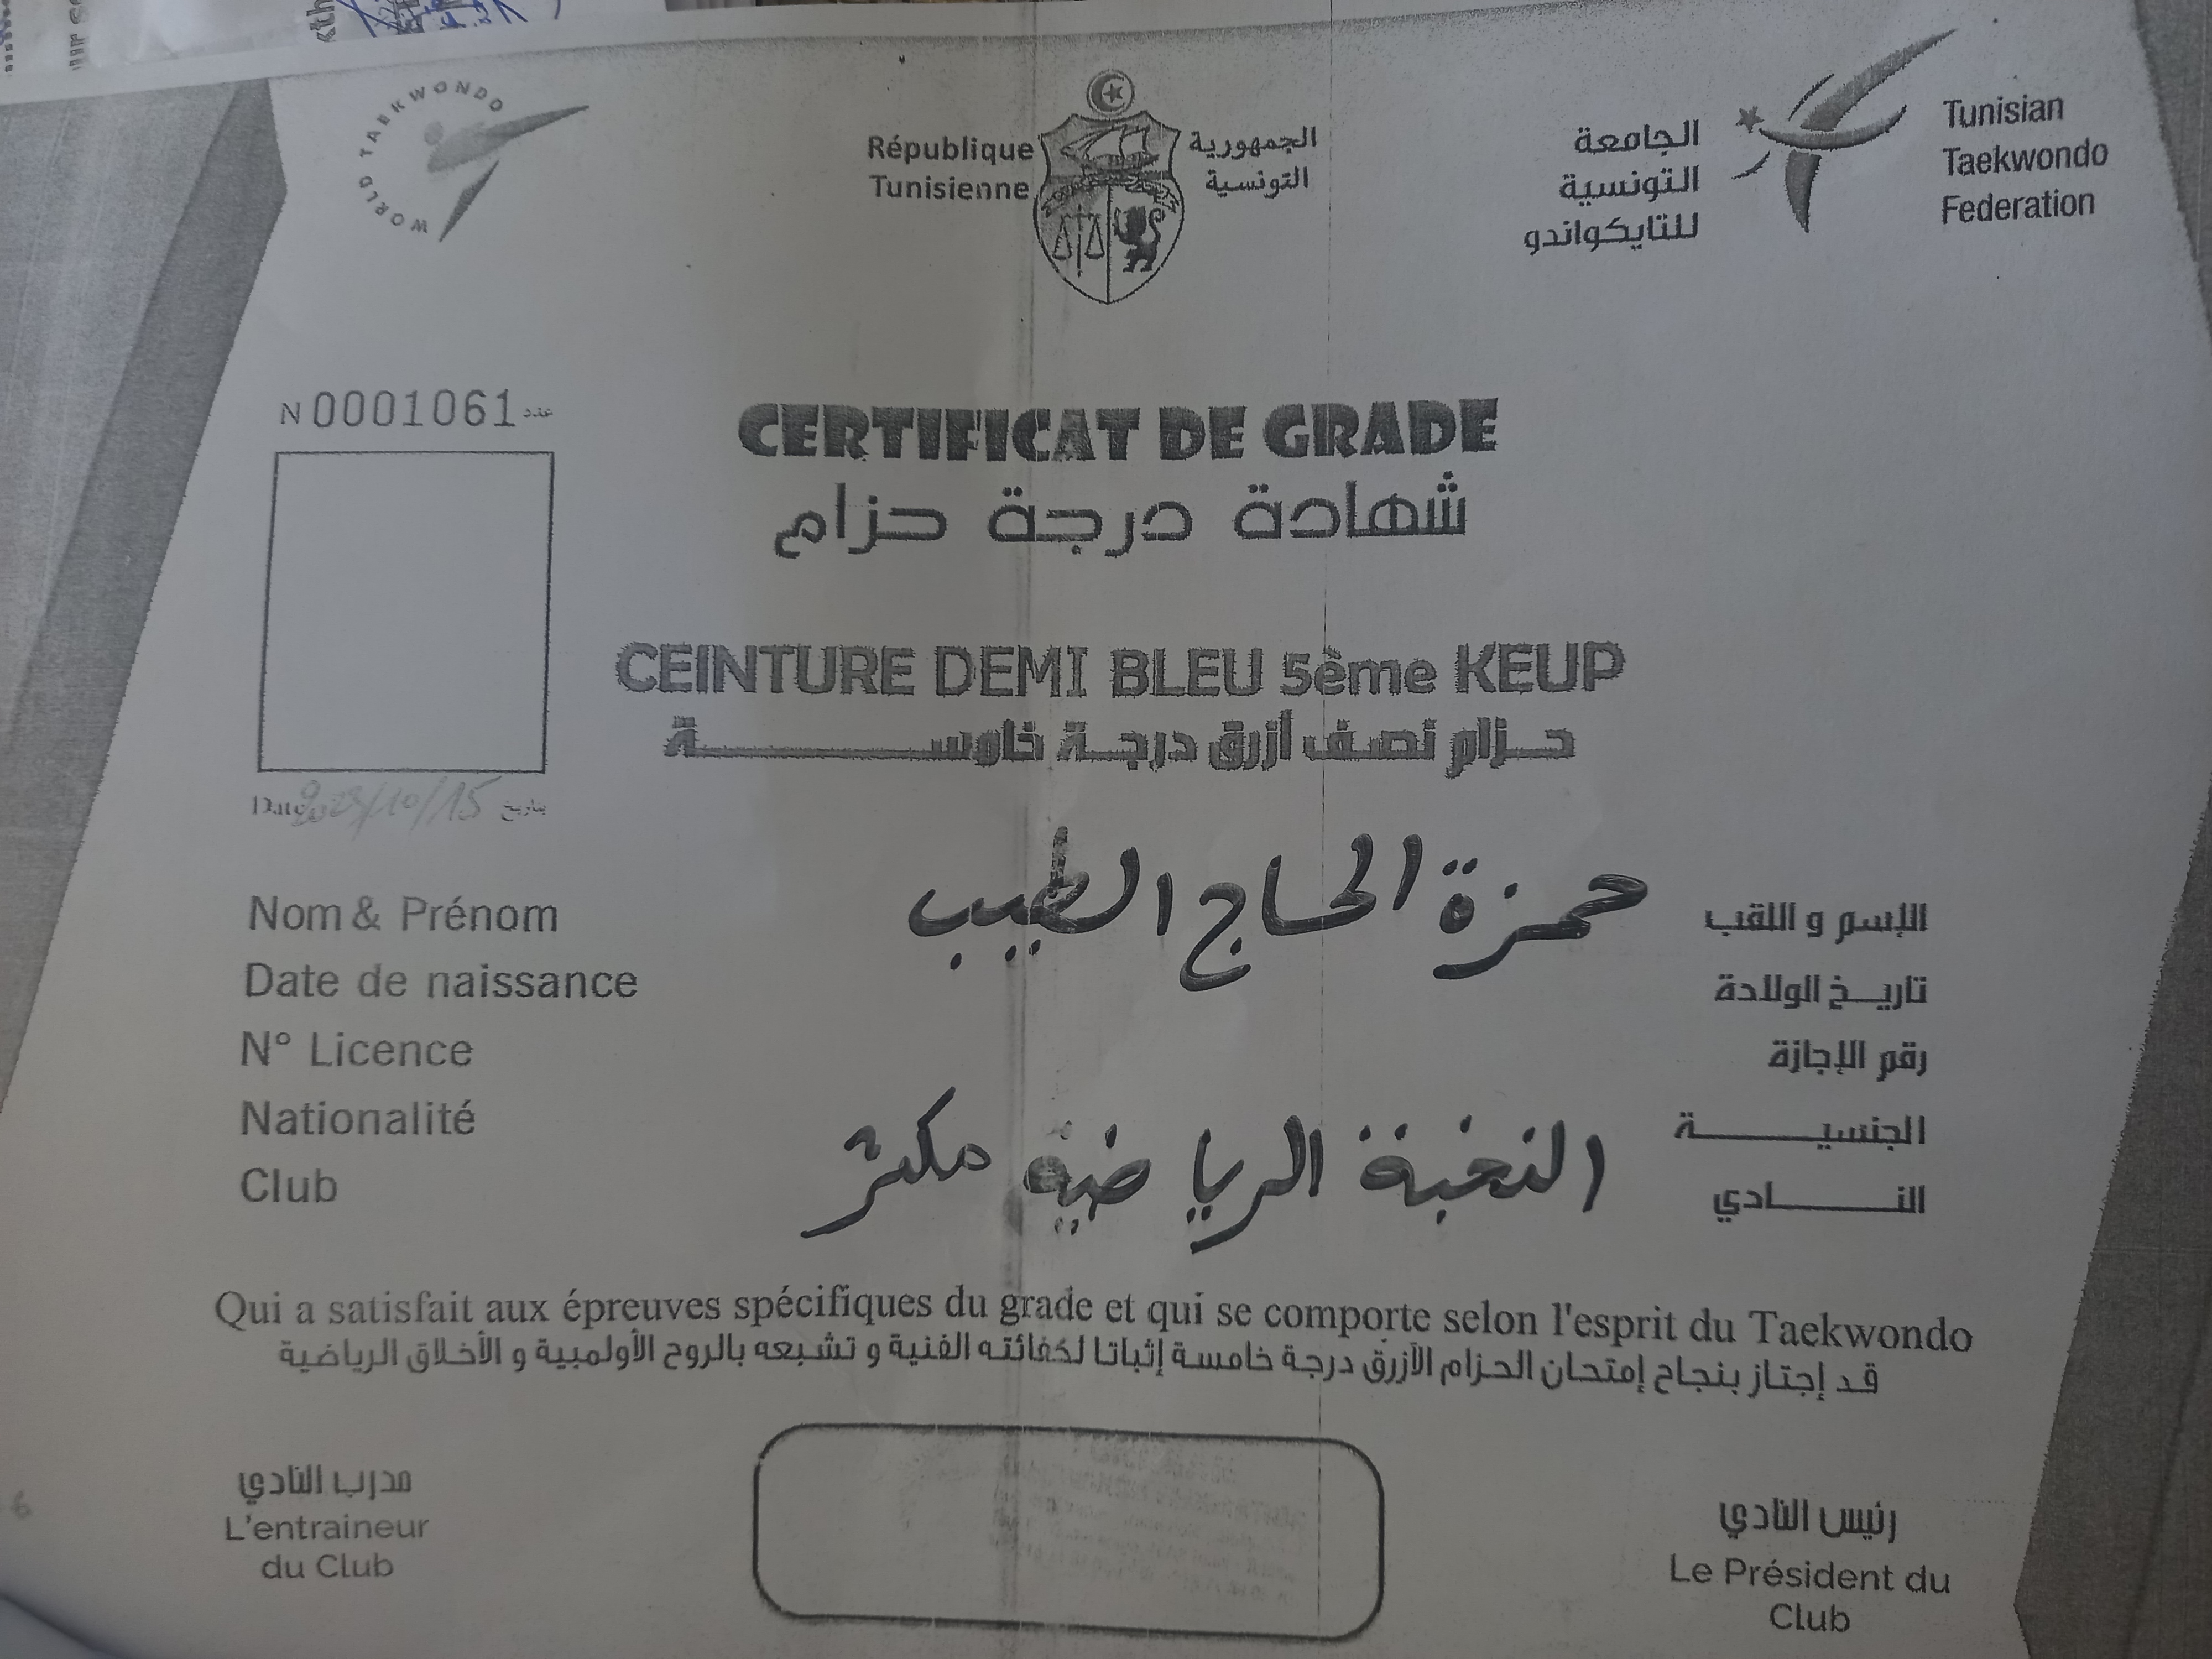 WORLD TAEKWONDO
République
Tunisienne
الجمهورية
التونسية
الجامعة
التونسية
للتايكواندو
Tunisian
Taekwondo
Federation
N 0001061 عدد
CERTIFICAT DE GRADE
شهادة درجة حزام
CEINTURE DEMI BLEU 5ème KEUP
حزام نصف أزرق درجة خامسة
Date 2023/10/15 بتاريخ
Nom & Prénom حمزة الحاج الطيب الإسم و اللقب
Date de naissance تاريخ الولادة
N° Licence رقم الإجازة
Nationalité الجنسية
Club النخبة الرياضية مكثر النادي
Qui a satisfait aux épreuves spécifiques du grade et qui se comporte selon l'esprit du Taekwondo
قد إجتاز بنجاح إمتحان الحزام الأزرق درجة خامسة إثباتا لكفائته الفنية و تشبعه بالروح الأولمبية و الأخلاق الرياضية
مدرب النادي
L'entraineur
du Club
رئيس النادي
Le Président du
Club